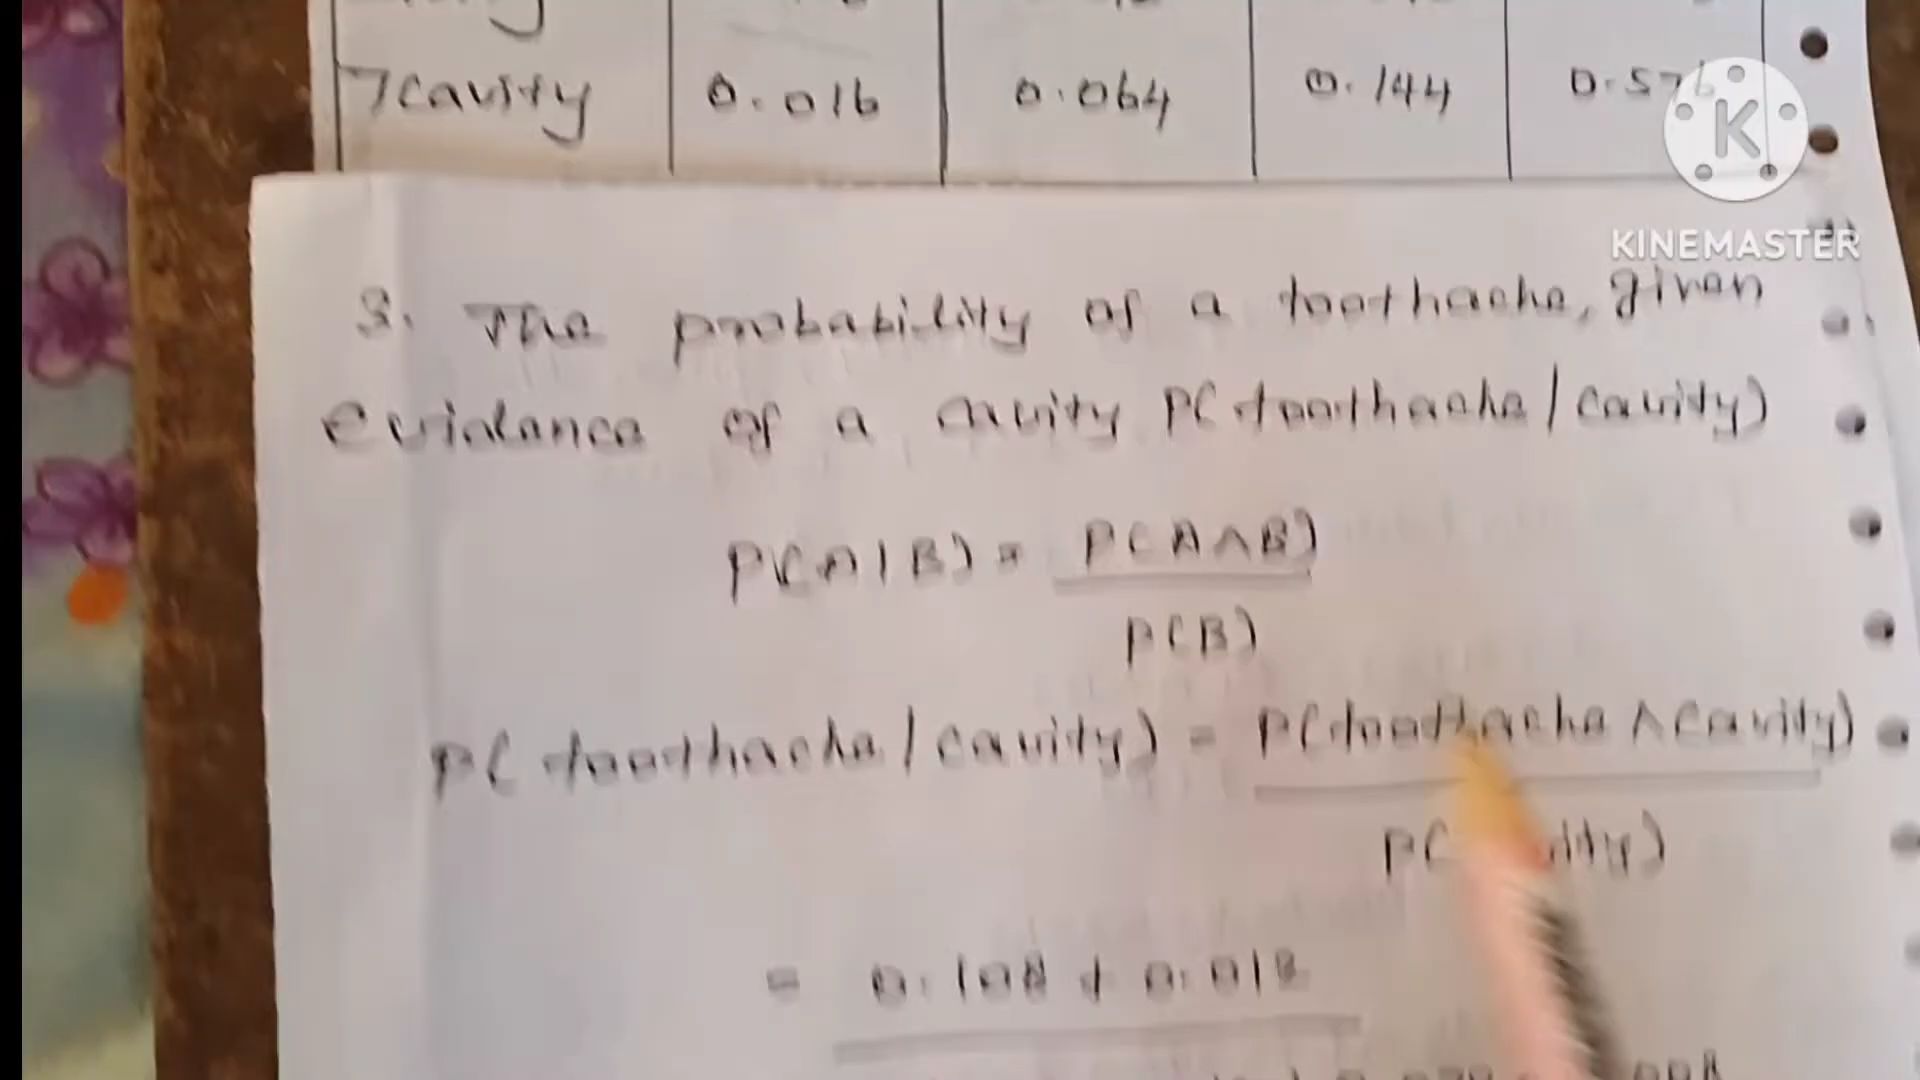 ¬cavity 0.016 0.064 0.144 0.576
KINEMASTER
3. The probability of a toothache, given
evidence of a cavity P(toothache/cavity)
P(A|B) = P(A∧B)
P(B)
P(toothache/cavity) = P(toothache∧cavity)
P(
vity)
= 0.108 + 0.012